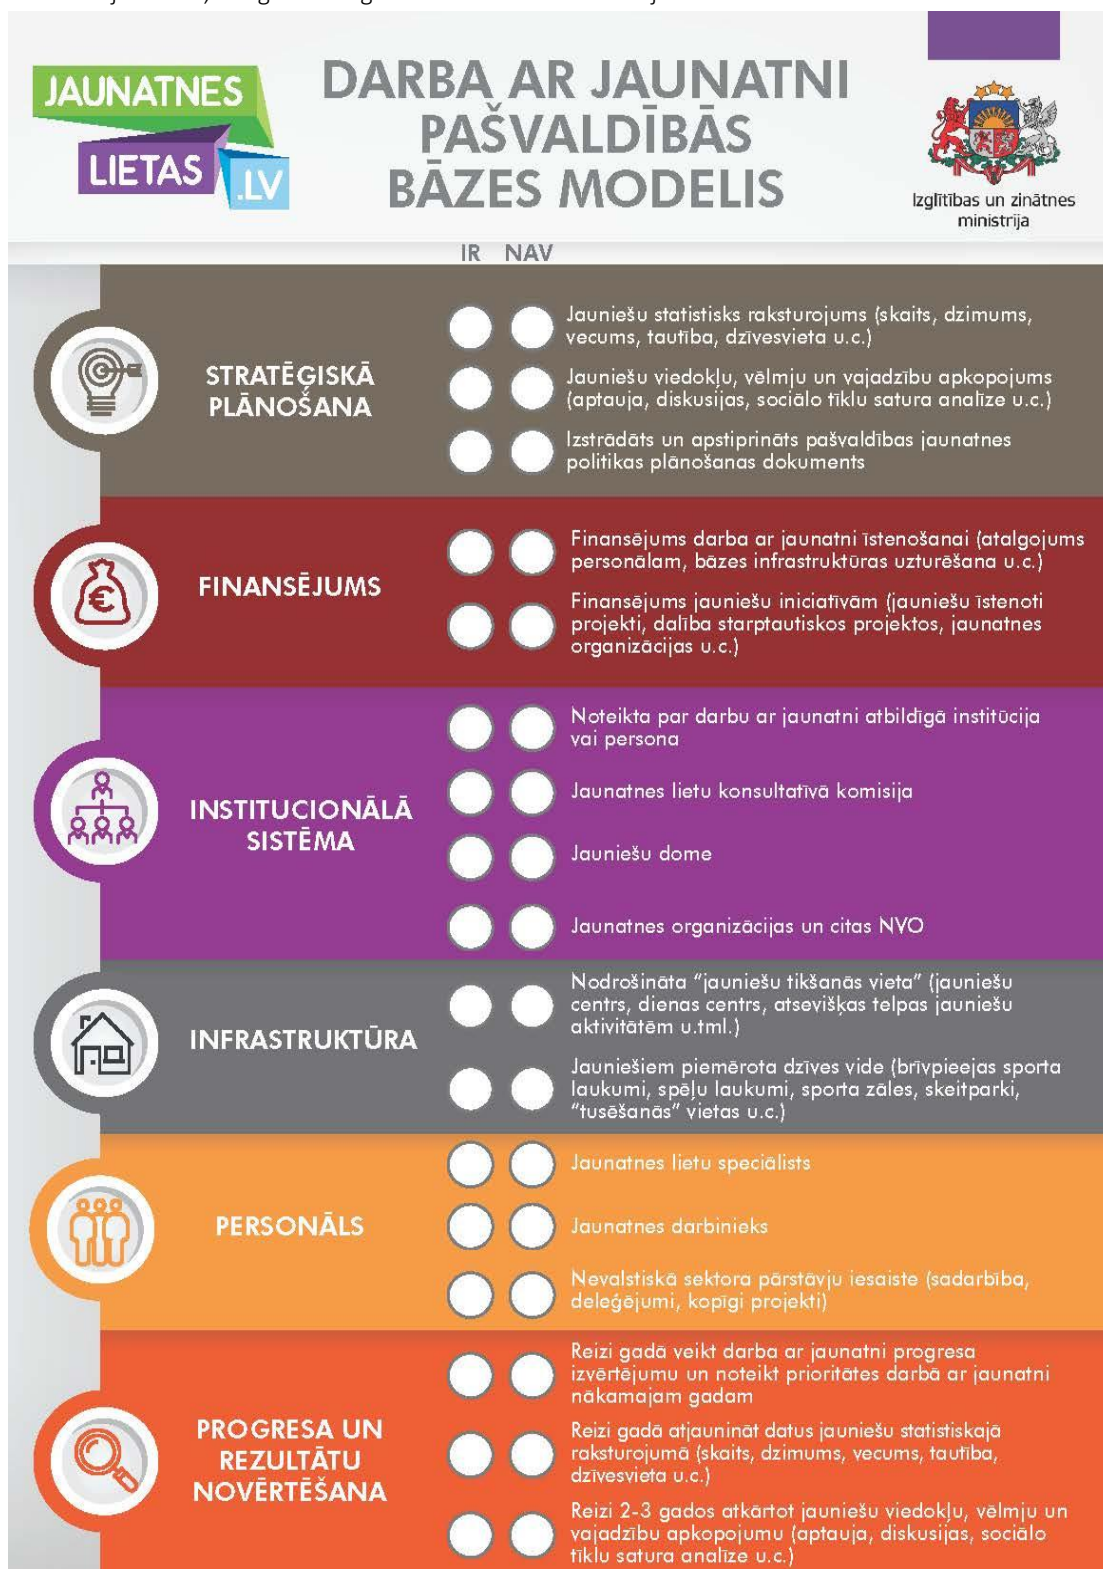 JAUNATNES
LIETAS
.LV
DARBA AR JAUNATNI
PAŠVALDĪBĀS
BĀZES MODELIS
Izglītības un zinātnes
ministrija
IR NAV
STRATĒĢISKĀ
PLĀNOŠANA
Jauniešu statistisks raksturojums (skaits, dzimums,
vecums, tautība, dzīvesvieta u.c.)
Jauniešu viedokļu, vēlmju un vajadzību apkopojums
(aptauja, diskusijas, sociālo tīklu satura analīze u.c.)
Izstrādāts un apstiprināts pašvaldības jaunatnes
politikas plānošanas dokuments
FINANSĒJUMS
Finansējums darba ar jaunatni īstenošanai (atalgojums
personālam, bāzes infrastruktūras uzturēšana u.c.)
Finansējums jauniešu iniciatīvām (jauniešu īstenoti
projekti, dalība starptautiskos projektos, jaunatnes
organizācijas u.c.)
INSTITUCIONĀLĀ
SISTĒMA
Noteikta par darbu ar jaunatni atbildīgā institūcija
vai persona
Jaunatnes lietu konsultatīvā komisija
Jauniešu dome
Jaunatnes organizācijas un citas NVO
INFRASTRUKTŪRA
Nodrošināta “jauniešu tikšanās vieta” (jauniešu
centrs, dienas centrs, atsevišķas telpas jauniešu
aktivitātēm u.tml.)
Jauniešiem piemērota dzīves vide (brīvpieejas sporta
laukumi, spēļu laukumi, sporta zāles, skeitparki,
“tusēšanās” vietas u.c.)
PERSONĀLS
Jaunatnes lietu speciālists
Jaunatnes darbinieks
Nevalstiskā sektora pārstāvju iesaiste (sadarbība,
deleģējumi, kopīgi projekti)
PROGRESA UN
REZULTĀTU
NOVĒRTĒŠANA
Reizi gadā veikt darba ar jaunatni progresa
izvērtējumu un noteikt prioritātes darbā ar jaunatni
nākamajam gadam
Reizi gadā atjaunināt datus jauniešu statistiskajā
raksturojumā (skaits, dzimums, vecums, tautība,
dzīvesvieta u.c.)
Reizi 2-3 gados atkārtot jauniešu viedokļu, vēlmju un
vajadzību apkopojumu (aptauja, diskusijas, sociālo
tīklu satura analīze u.c.)